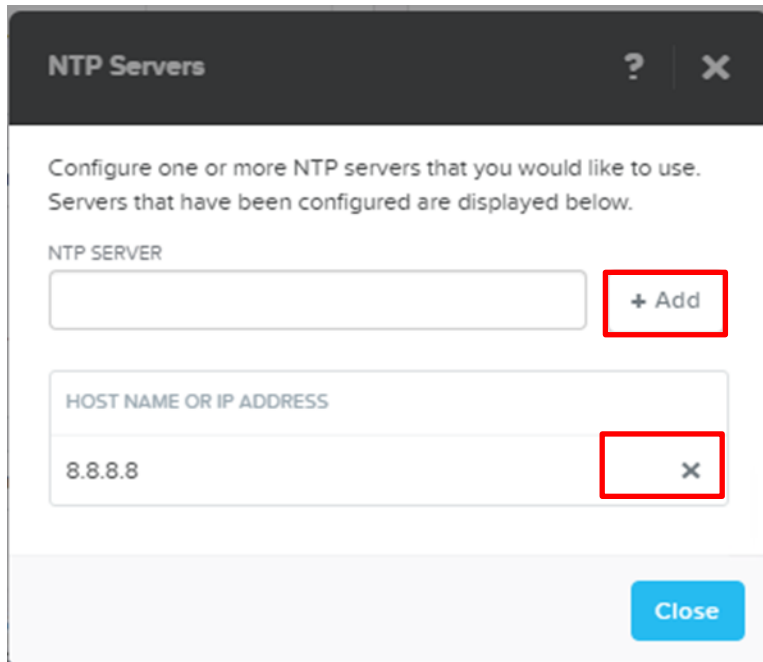 NTP Servers
?
Configure one or more NTP servers that you would like to use.
Servers that have been configured are displayed below.
NTP SERVER
+ Add
HOST NAME OR IP ADDRESS
8.8.8.8
Close